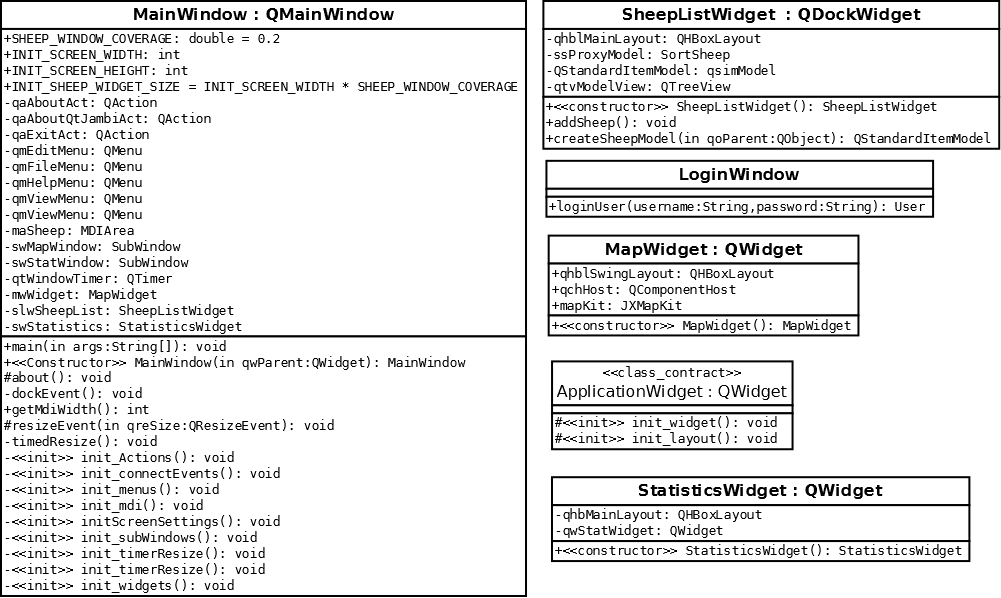 MainWindow : QMainWindow
+SHEEP_WINDOW_COVERAGE: double = 0.2
+INIT_SCREEN_WIDTH: int
+INIT_SCREEN_HEIGHT: int
+INIT_SHEEP_WIDGET_SIZE = INIT_SCREEN_WIDTH * SHEEP_WINDOW_COVERAGE
-qaAboutAct: QAction
-qaAboutQtJambiAct: QAction
-qaExitAct: QAction
-qmEditMenu: QMenu
-qmFileMenu: QMenu
-qmHelpMenu: QMenu
-qmViewMenu: QMenu
-qmViewMenu: QMenu
-maSheep: MDIArea
-swMapWindow: SubWindow
-swStatWindow: SubWindow
-qtWindowTimer: QTimer
-mwWidget: MapWidget
-slwSheepList: SheepListWidget
-swStatistics: StatisticsWidget
+main(in args:String[]): void
+<<Constructor>> MainWindow(in qwParent:QWidget): MainWindow
#about(): void
-dockEvent(): void
+getMdiWidth(): int
#resizeEvent(in qreSize:QResizeEvent): void
-timedResize(): void
-<<init>> init_Actions(): void
-<<init>> init_connectEvents(): void
-<<init>> init_menus(): void
-<<init>> init_mdi(): void
-<<init>> initScreenSettings(): void
-<<init>> init_subWindows(): void
-<<init>> init_timerResize(): void
-<<init>> init_timerResize(): void
-<<init>> init_widgets(): void
SheepListWidget : QDockWidget
-qhblMainLayout: QHBoxLayout
-ssProxyModel: SortSheep
-QStandardItemModel: qsimModel
-qtvModelView: QTreeView
+<<constructor>> SheepListWidget(): SheepListWidget
+addSheep(): void
+createSheepModel(in qoParent:QObject): QStandardItemModel
LoginWindow
+loginUser(username:String,password:String): User
MapWidget : QWidget
+qhblSwingLayout: QHBoxLayout
+qchHost: QComponentHost
+mapKit: JXMapKit
+<<constructor>> MapWidget(): MapWidget
<<class_contract>>
ApplicationWidget : QWidget
#<<init>> init_widget(): void
#<<init>> init_layout(): void
StatisticsWidget : QWidget
-qhbMainLayout: QHBoxLayout
-qwStatWidget: QWidget
+<<constructor>> StatisticsWidget(): StatisticsWidget